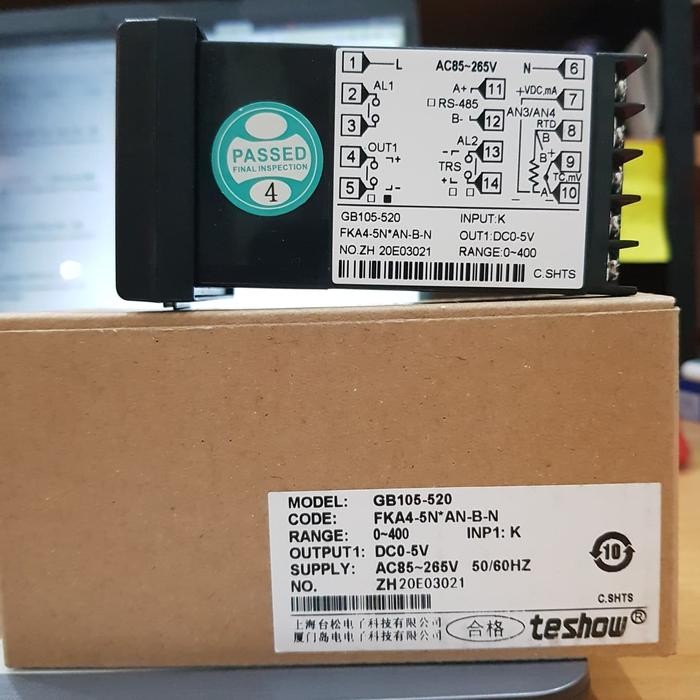 PASSED
FINAL INSPECTION
4
1 L AC85~265V N 6
2 AL1 A+ 11 +VDC,mA 7
RS-485 AN3/AN4
3 B- 12 RTD 8
B
4 OUT1 + AL2 13 B+ 9
TRS TC,mV
5 - + 14 A 10
GB105-520 INPUT:K
FKA4-5N*AN-B-N OUT1:DC0-5V
NO.ZH 20E03021 RANGE:0~400
C.SHTS
MODEL: GB105-520
CODE: FKA4-5N*AN-B-N
RANGE: 0~400 INP1: K
OUTPUT1: DC0-5V
SUPPLY: AC85~265V 50/60HZ
NO. ZH20E03021
10
C.SHTS
上海台松电子科技有限公司
厦门岛电电子科技有限公司
合格
teshow®